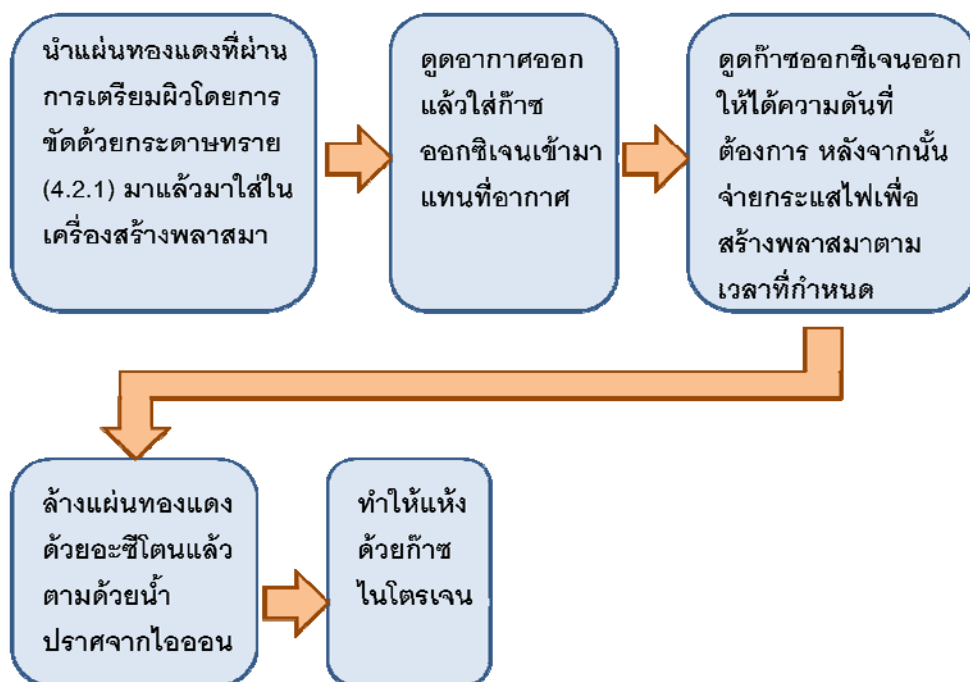 นำแผ่นทองแดงที่ผ่าน
การเตรียมผิวโดยการ
ขัดด้วยกระดาษทราย
(4.2.1) มาแล้วมาใส่ใน
เครื่องสร้างพลาสมา
ดูดอากาศออก
แล้วใส่ก๊าซ
ออกซิเจนเข้ามา
แทนที่อากาศ
ดูดก๊าซออกซิเจนออก
ให้ได้ความดันที่
ต้องการ หลังจากนั้น
จ่ายกระแสไฟเพื่อ
สร้างพลาสมาตาม
เวลาที่กำหนด
ล้างแผ่นทองแดง
ด้วยอะซีโตนแล้ว
ตามด้วยน้ำ
ปราศจากไอออน
ทำให้แห้ง
ด้วยก๊าซ
ไนโตรเจน